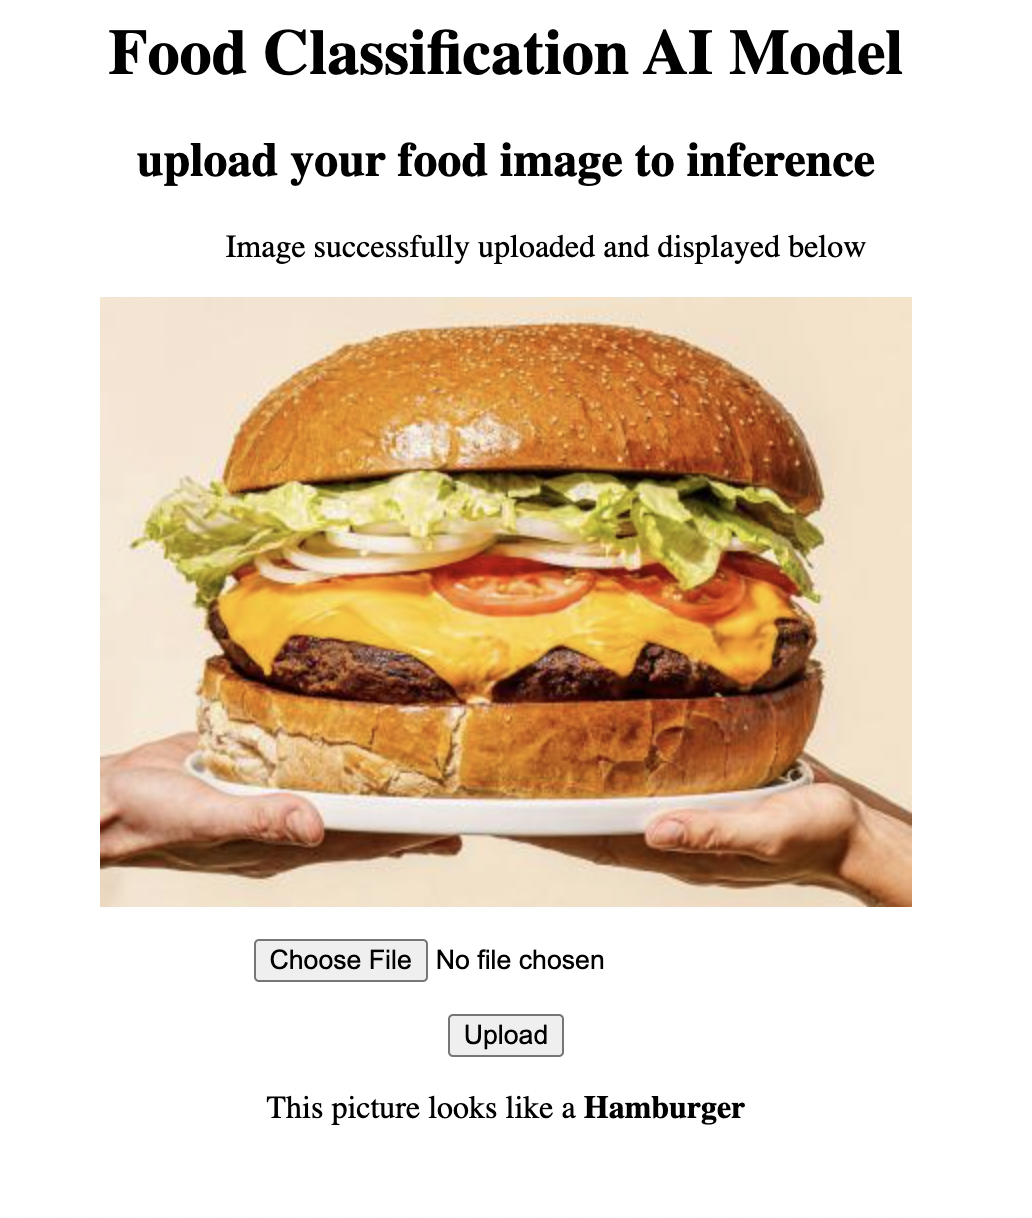 Food Classification AI Model
upload your food image to inference
Image successfully uploaded and displayed below
Choose File No file chosen
Upload
This picture looks like a Hamburger